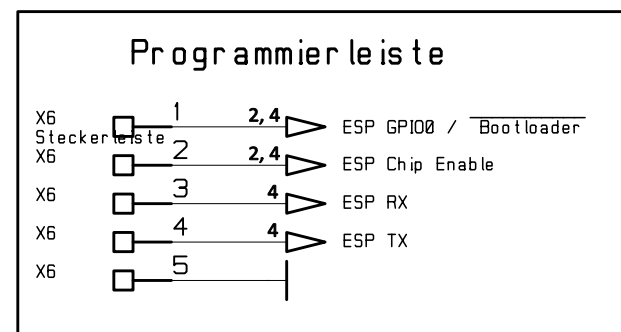 Programmierleiste
X6 1 2,4 ESP GPIO0 / Bootloader
Steckerleiste
X6 2 2,4 ESP Chip Enable
X6 3 4 ESP RX
X6 4 4 ESP TX
X6 5